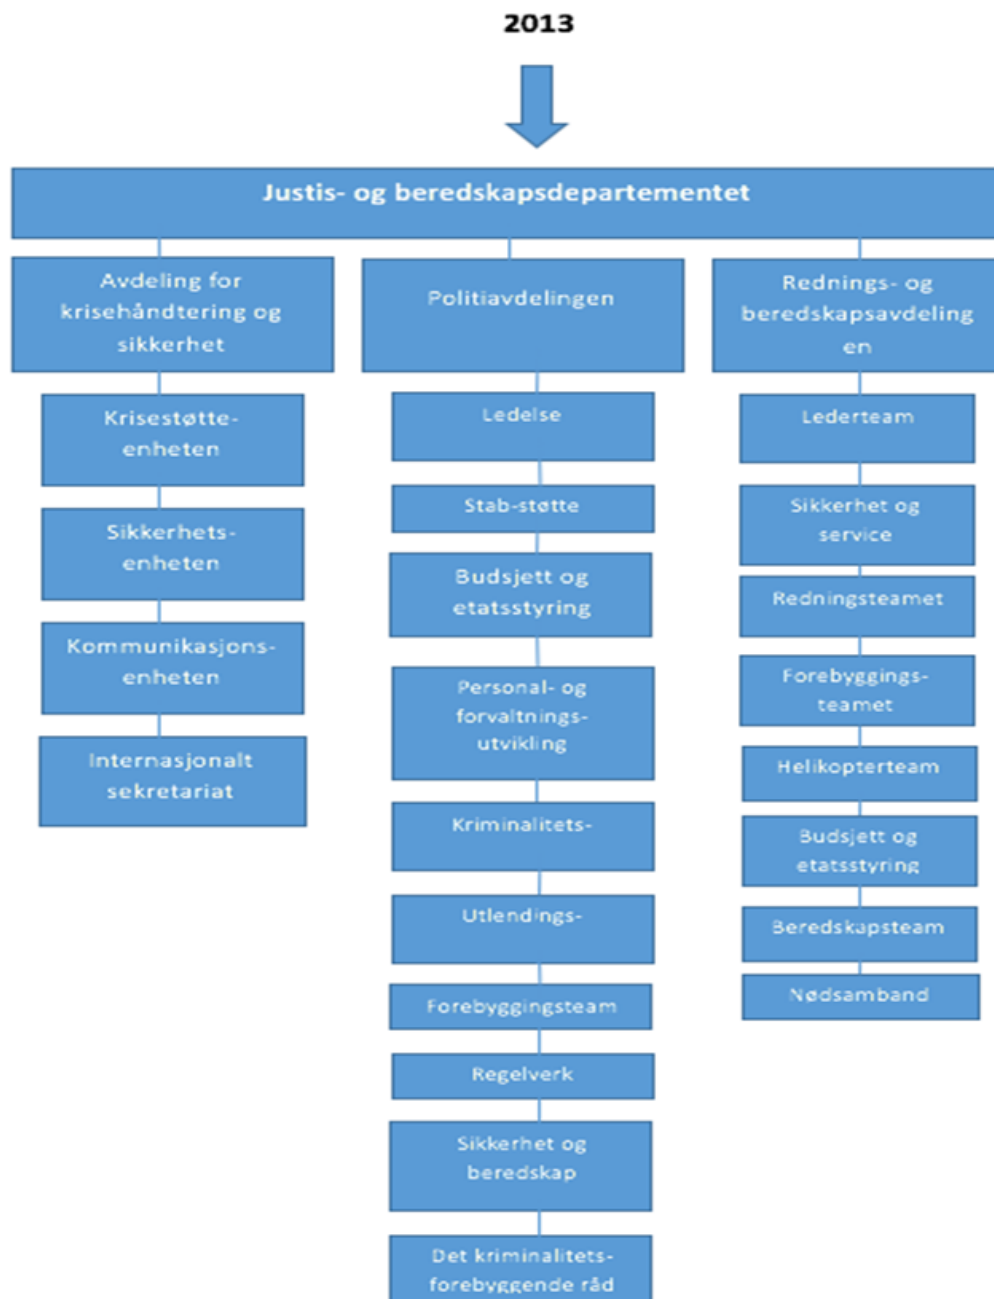 2013
Justis- og beredskapsdepartementet
Avdeling for
krisehåndtering og
sikkerhet
Krisestøtte-
enheten
Sikkerhets-
enheten
Kommunikasjons-
enheten
Internasjonalt
sekretariat
Politiavdelingen
Ledelse
Stab-støtte
Budsjett og
etatsstyring
Personal- og
forvaltnings-
utvikling
Kriminalitets-
Utlendings-
Forebyggingsteam
Regelverk
Sikkerhet og
beredskap
Det kriminalitets-
forebyggende råd
Rednings- og
beredskapsavdeling
en
Lederteam
Sikkerhet og
service
Redningsteamet
Forebyggings-
teamet
Helikopterteam
Budsjett og
etatsstyring
Beredskapsteam
Nødsamband